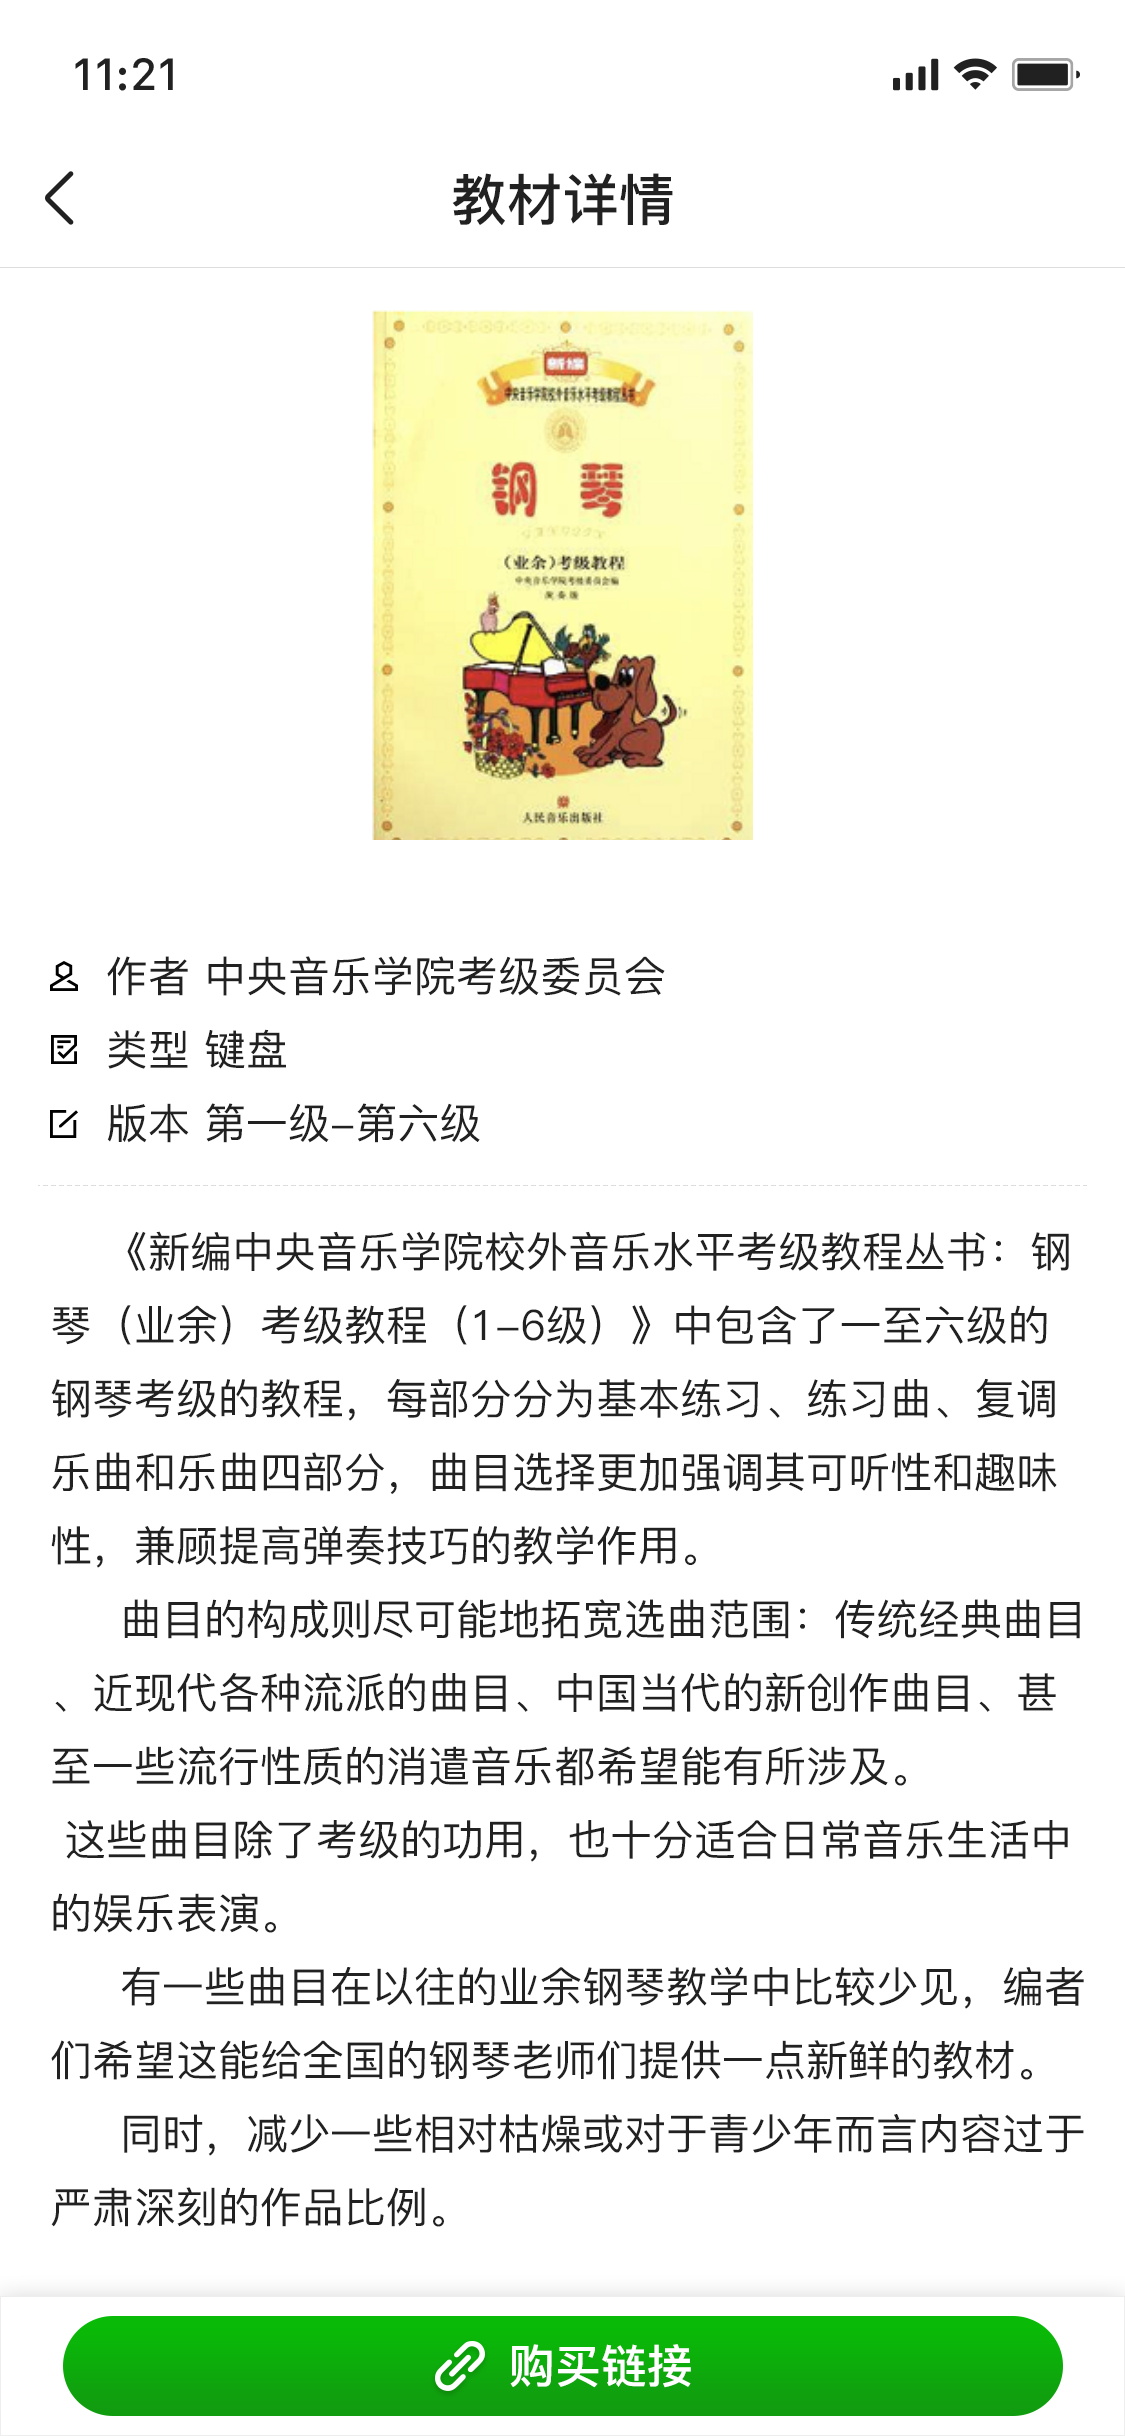 11:21
教材详情
新编
中央音乐学院校外音乐水平考级教程丛书
钢 琴
(业余)考级教程
中央音乐学院考级委员会编
演奏版
人民音乐出版社
作者 中央音乐学院考级委员会
类型 键盘
版本 第一级–第六级
《新编中央音乐学院校外音乐水平考级教程丛书：钢
琴（业余）考级教程（1–6级）》中包含了一至六级的
钢琴考级的教程，每部分分为基本练习、练习曲、复调
乐曲和乐曲四部分，曲目选择更加强调其可听性和趣味
性，兼顾提高弹奏技巧的教学作用。
曲目的构成则尽可能地拓宽选曲范围：传统经典曲目
、近现代各种流派的曲目、中国当代的新创作曲目、甚
至一些流行性质的消遣音乐都希望能有所涉及。
这些曲目除了考级的功用，也十分适合日常音乐生活中
的娱乐表演。
有一些曲目在以往的业余钢琴教学中比较少见，编者
们希望这能给全国的钢琴老师们提供一点新鲜的教材。
同时，减少一些相对枯燥或对于青少年而言内容过于
严肃深刻的作品比例。
购买链接